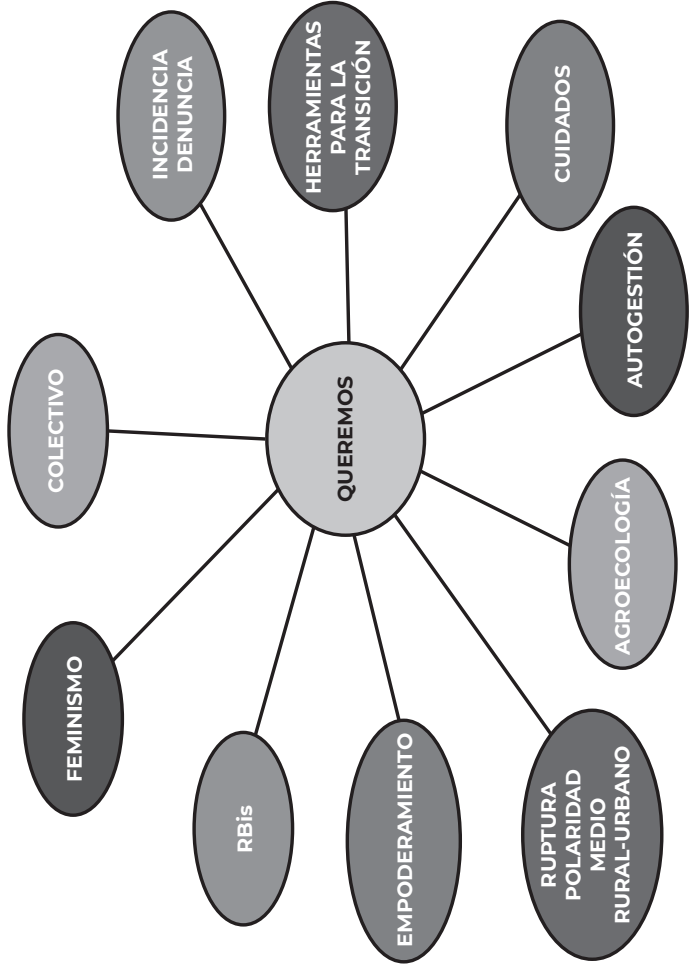 FEMINISMO
COLECTIVO
INCIDENCIA
DENUNCIA
RBis
QUEREMOS
HERRAMIENTAS
PARA LA
TRANSICIÓN
EMPODERAMIENTO
CUIDADOS
RUPTURA
POLARIDAD
MEDIO
RURAL-URBANO
AGROECOLOGÍA
AUTOGESTIÓN